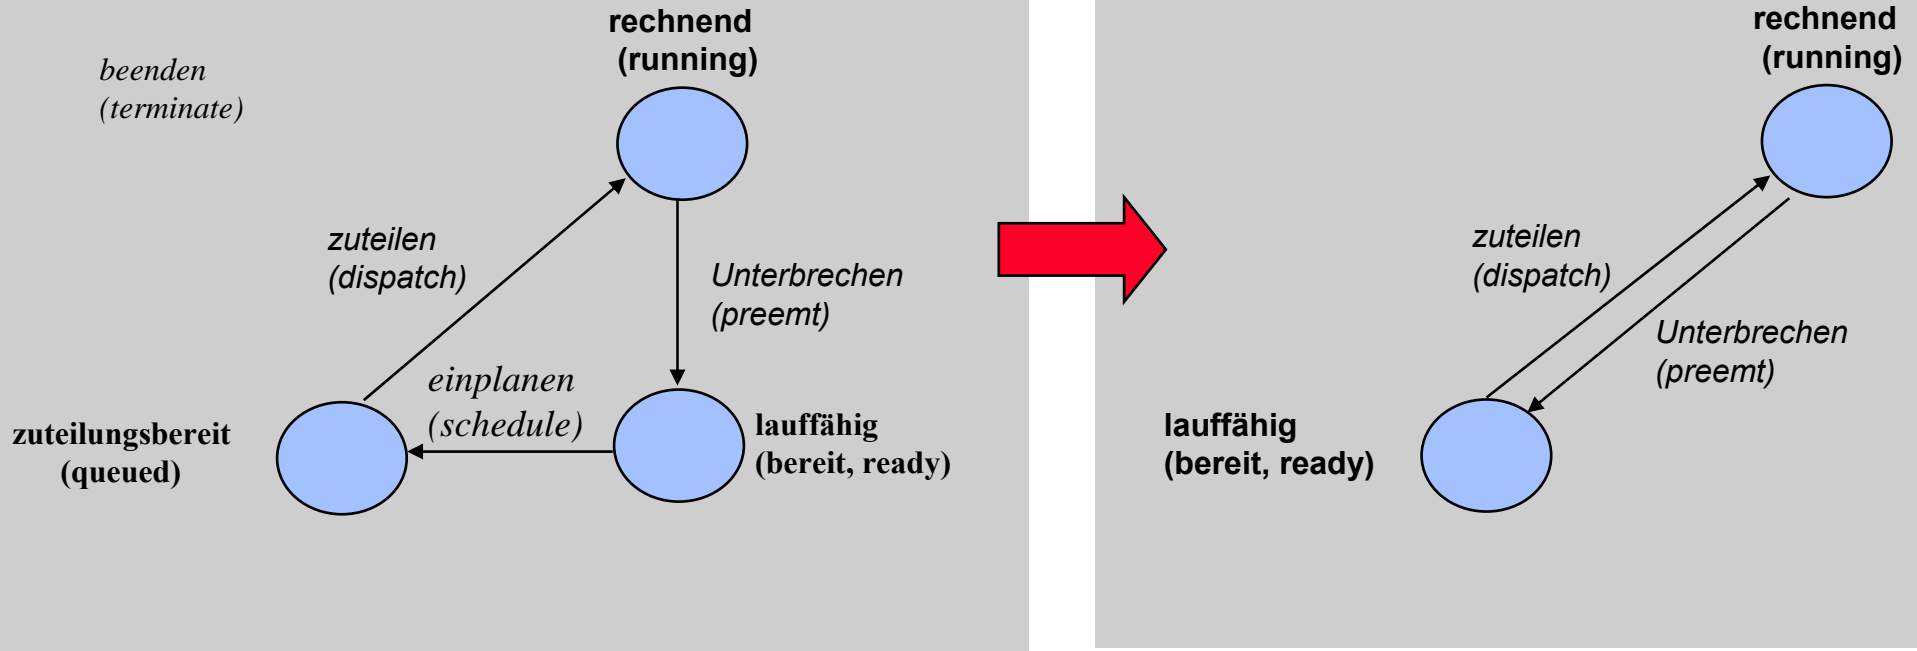 rechnend
(running)
beenden
(terminate)
zuteilen
(dispatch)
Unterbrechen
(preemt)
einplanen
(schedule)
zuteilungsbereit
(queued)
lauffähig
(bereit, ready)
rechnend
(running)
zuteilen
(dispatch)
Unterbrechen
(preemt)
lauffähig
(bereit, ready)